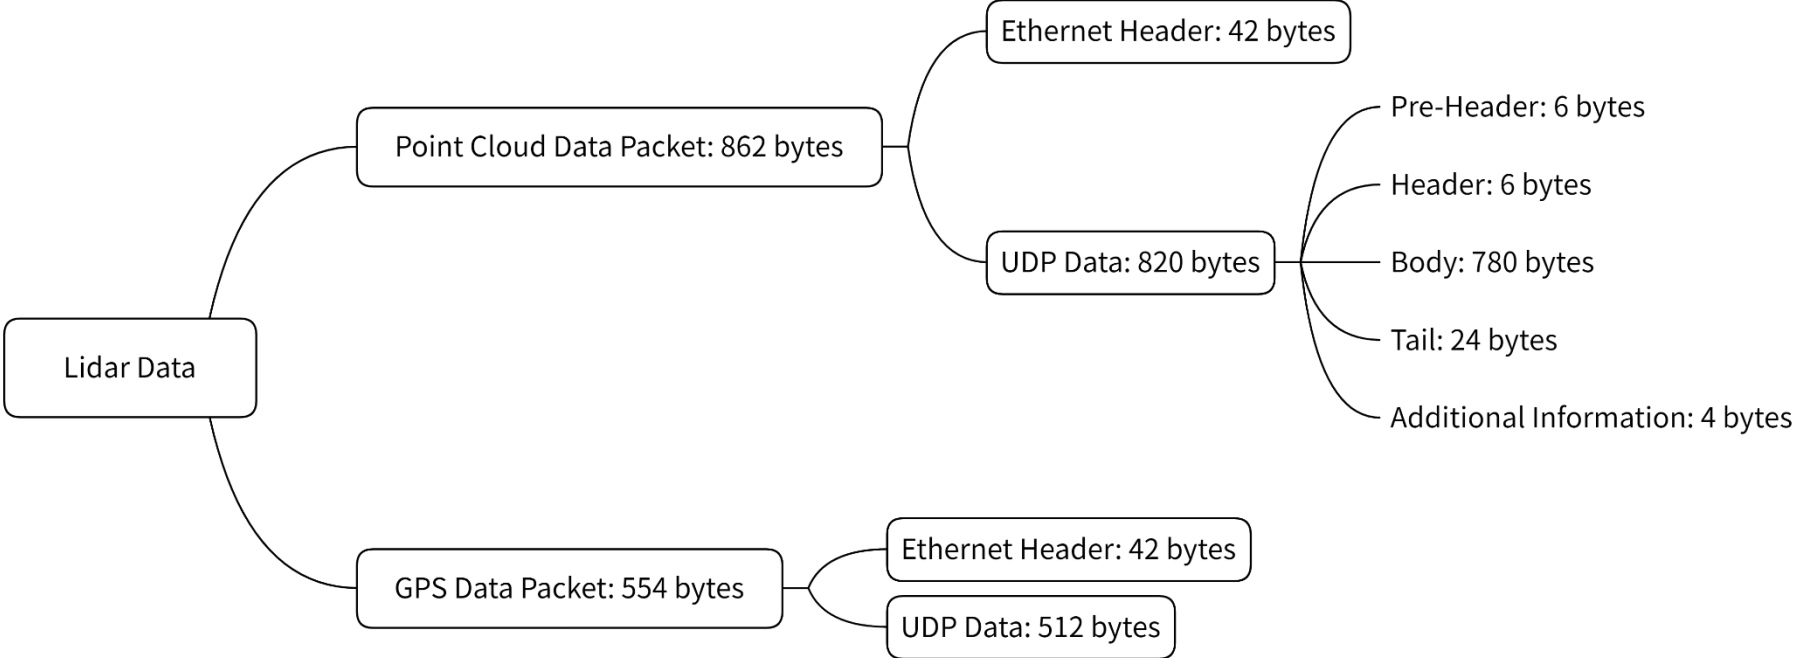 Lidar Data
Point Cloud Data Packet: 862 bytes
Ethernet Header: 42 bytes
UDP Data: 820 bytes
Pre-Header: 6 bytes
Header: 6 bytes
Body: 780 bytes
Tail: 24 bytes
Additional Information: 4 bytes
GPS Data Packet: 554 bytes
Ethernet Header: 42 bytes
UDP Data: 512 bytes